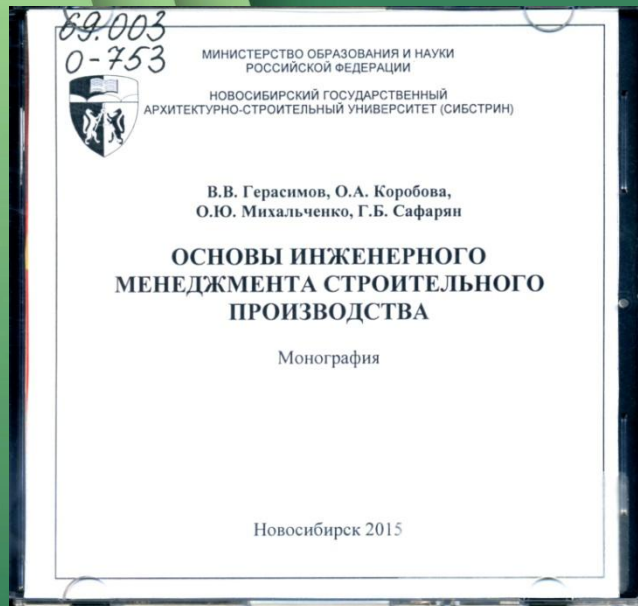 69.003
О-753
МИНИСТЕРСТВО ОБРАЗОВАНИЯ И НАУКИ
РОССИЙСКОЙ ФЕДЕРАЦИИ
НОВОСИБИРСКИЙ ГОСУДАРСТВЕННЫЙ
АРХИТЕКТУРНО-СТРОИТЕЛЬНЫЙ УНИВЕРСИТЕТ (СИБСТРИН)
В.В. Герасимов, О.А. Коробова,
О.Ю. Михальченко, Г.Б. Сафарян
ОСНОВЫ ИНЖЕНЕРНОГО
МЕНЕДЖМЕНТА СТРОИТЕЛЬНОГО
ПРОИЗВОДСТВА
Монография
Новосибирск 2015